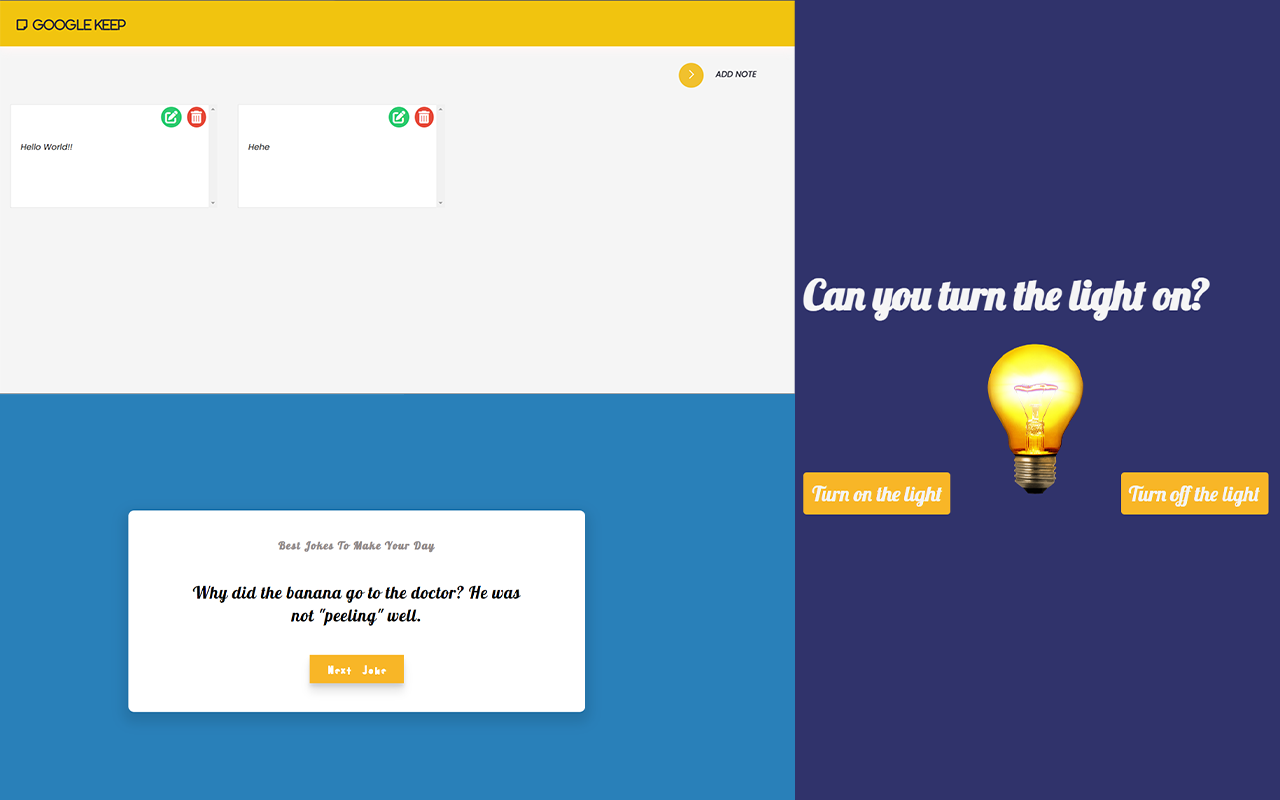 GOOGLE KEEP
ADD NOTE
Hello World!!
Hehe
Can you turn the light on?
Turn on the light
Turn off the light
Best Jokes To Make Your Day
Why did the banana go to the doctor? He was
not "peeling" well.
Next Joke